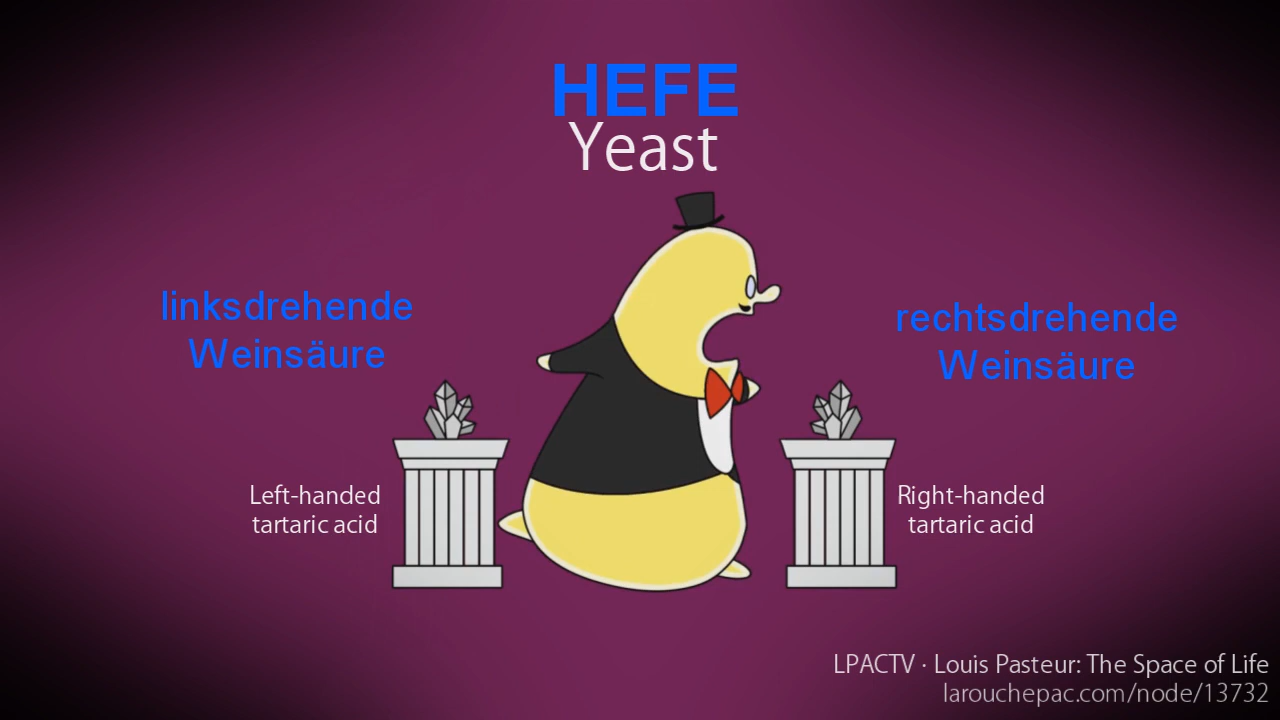 HEFE
Yeast
linksdrehende
Weinsäure
rechtsdrehende
Weinsäure
Left-handed
tartaric acid
Right-handed
tartaric acid
LPACTV · Louis Pasteur: The Space of Life
larouchepac.com/node/13732